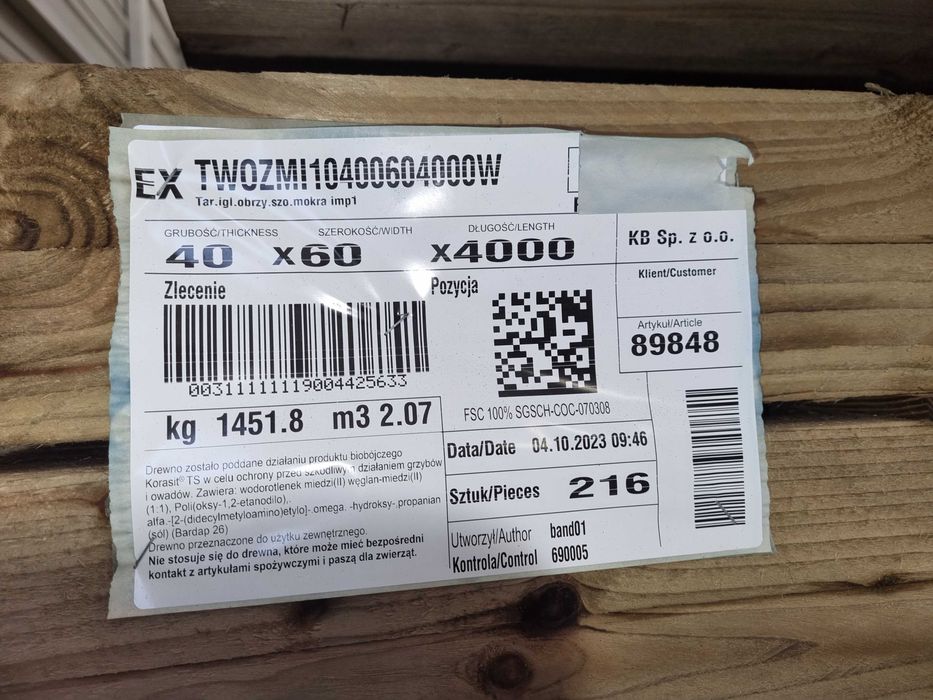 EX TWOZMI10400604000W
Tar.igl.obrzy.szo.mokra imp1
GRUBOŚĆ/THICKNESS SZEROKOŚĆ/WIDTH DŁUGOŚĆ/LENGTH
40 x60 x4000
KB Sp. z o.o.
Klient/Customer
Artykuł/Article
89848
Zlecenie Pozycja
00311111119004425633
FSC 100% SGSCH-COC-070308
kg 1451.8 m3 2.07
Data/Date 04.10.2023 09:46
Sztuk/Pieces 216
Utworzył/Author band01
Kontrola/Control 690005
Drewno zostało poddane działaniu produktu biobójczego
Korasit® TS w celu ochrony przed szkodliwym działaniem grzybów
i owadów. Zawiera: wodorotlenek miedzi(II) węglan-miedzi(II)
(1:1), Poli(oksy-1,2-etanodilo),.
alfa.-[2-(didecylmetyloamino)etylo]-.omega. -hydroksy-.propanian
(sól) (Bardap 26)
Drewno przeznaczone do użytku zewnętrznego.
Nie stosuje się do drewna, które może mieć bezpośredni
kontakt z artykułami spożywczymi i paszą dla zwierząt.